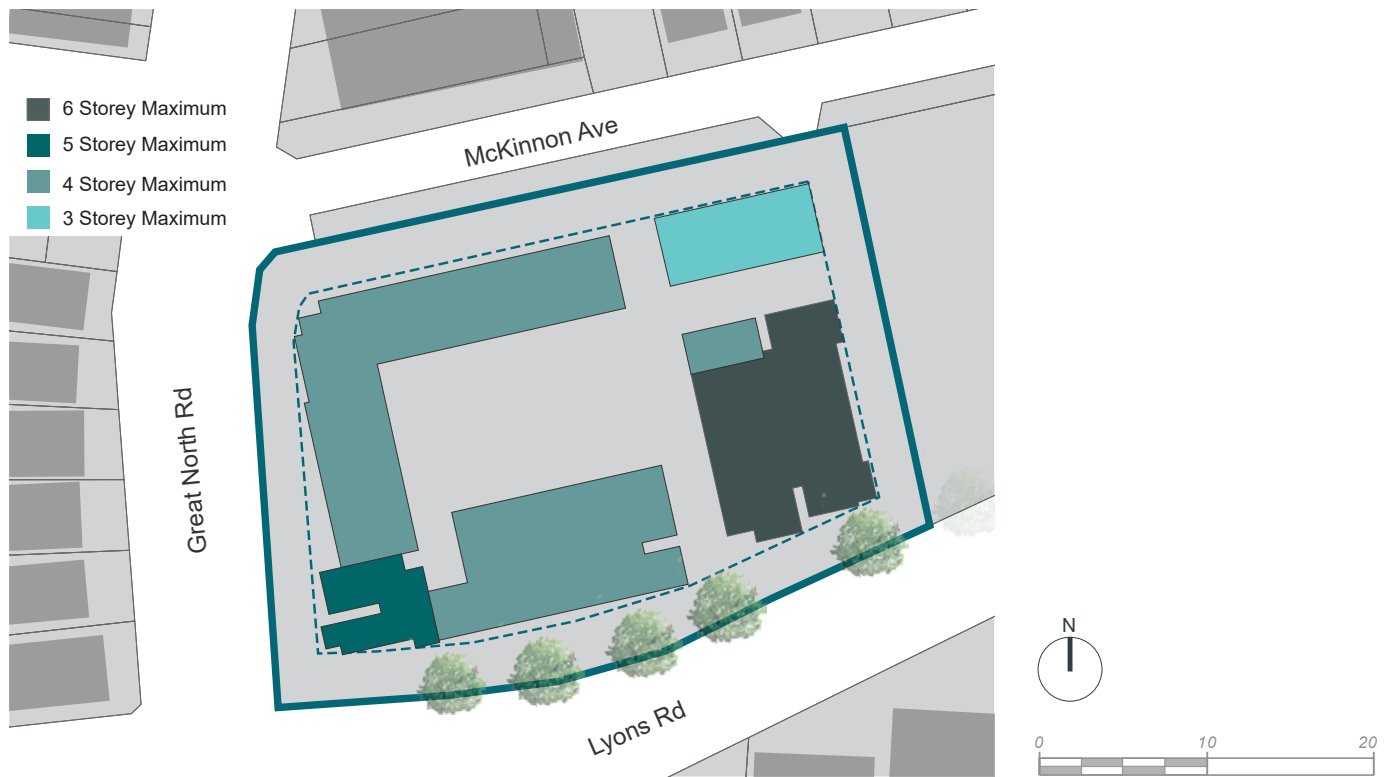 McKinnon Ave
6 Storey Maximum
5 Storey Maximum
4 Storey Maximum
3 Storey Maximum
Great North Rd
Lyons Rd
N
0 10 20